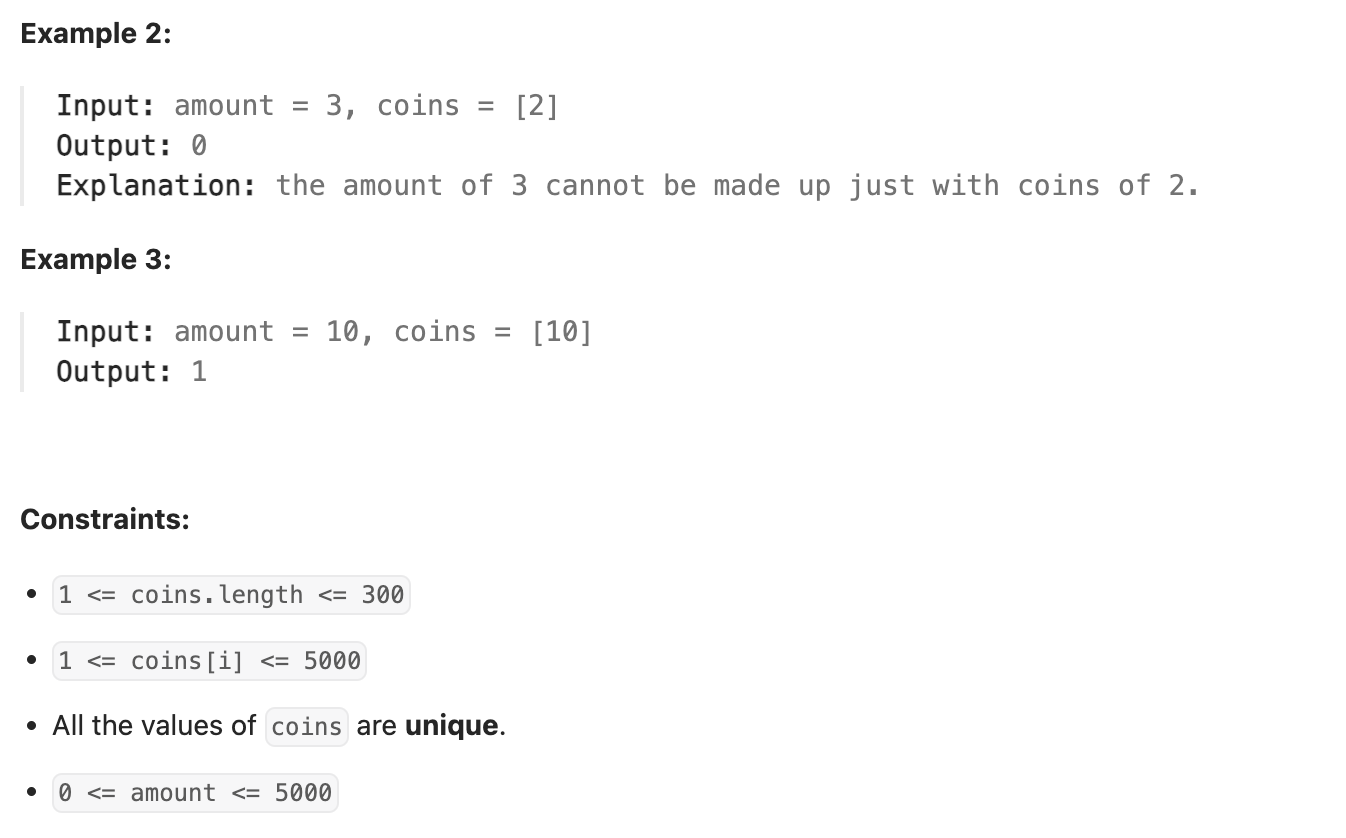 Example 2:
Input: amount = 3, coins = [2]
Output: 0
Explanation: the amount of 3 cannot be made up just with coins of 2.
Example 3:
Input: amount = 10, coins = [10]
Output: 1
Constraints:
• 1 <= coins.length <= 300
• 1 <= coins[i] <= 5000
• All the values of coins are unique.
• 0 <= amount <= 5000